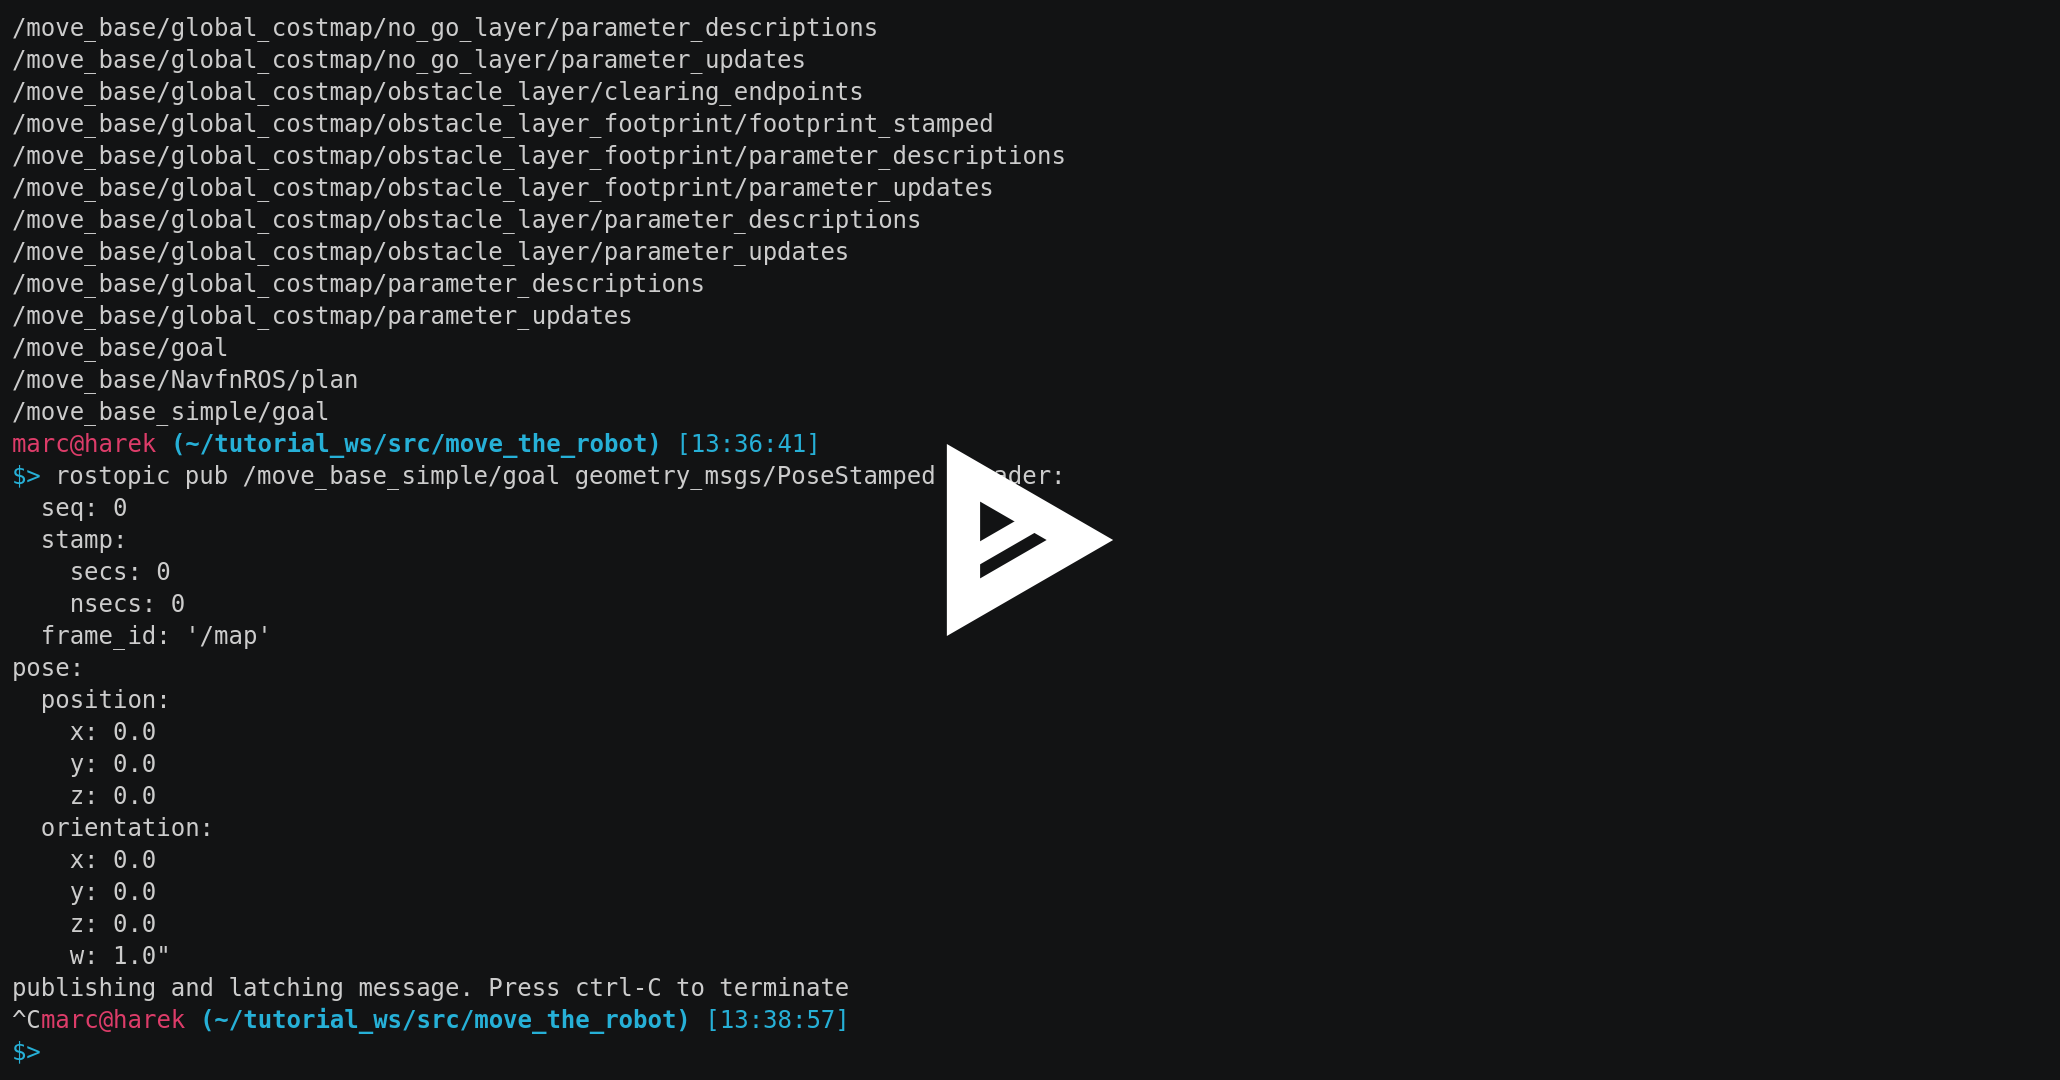 /move_base/global_costmap/no_go_layer/parameter_descriptions
/move_base/global_costmap/no_go_layer/parameter_updates
/move_base/global_costmap/obstacle_layer/clearing_endpoints
/move_base/global_costmap/obstacle_layer_footprint/footprint_stamped
/move_base/global_costmap/obstacle_layer_footprint/parameter_descriptions
/move_base/global_costmap/obstacle_layer_footprint/parameter_updates
/move_base/global_costmap/obstacle_layer/parameter_descriptions
/move_base/global_costmap/obstacle_layer/parameter_updates
/move_base/global_costmap/parameter_descriptions
/move_base/global_costmap/parameter_updates
/move_base/goal
/move_base/NavfnROS/plan
/move_base_simple/goal
marc@harek (~/tutorial_ws/src/move_the_robot) [13:36:41]
$> rostopic pub /move_base_simple/goal geometry_msgs/PoseStamped
  seq: 0
  stamp:
    secs: 0
    nsecs: 0
  frame_id: '/map'
pose:
  position:
    x: 0.0
    y: 0.0
    z: 0.0
  orientation:
    x: 0.0
    y: 0.0
    z: 0.0
    w: 1.0"
publishing and latching message. Press ctrl-C to terminate
^Cmarc@harek (~/tutorial_ws/src/move_the_robot) [13:38:57]
$>